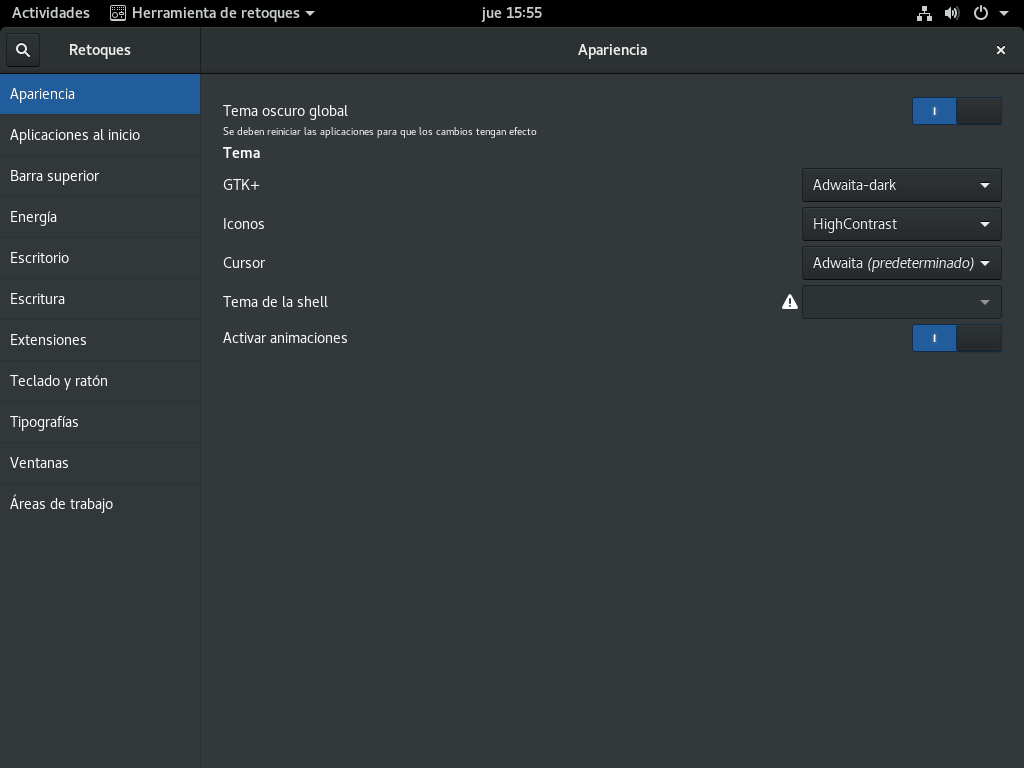 Actividades
Herramienta de retoques
jue 15:55
Retoques
Apariencia
Apariencia
Aplicaciones al inicio
Barra superior
Energía
Escritorio
Escritura
Extensiones
Teclado y ratón
Tipografías
Ventanas
Áreas de trabajo
Tema oscuro global
Se deben reiniciar las aplicaciones para que los cambios tengan efecto
Tema
GTK+
Adwaita-dark
Iconos
HighContrast
Cursor
Adwaita (predeterminado)
Tema de la shell
Activar animaciones